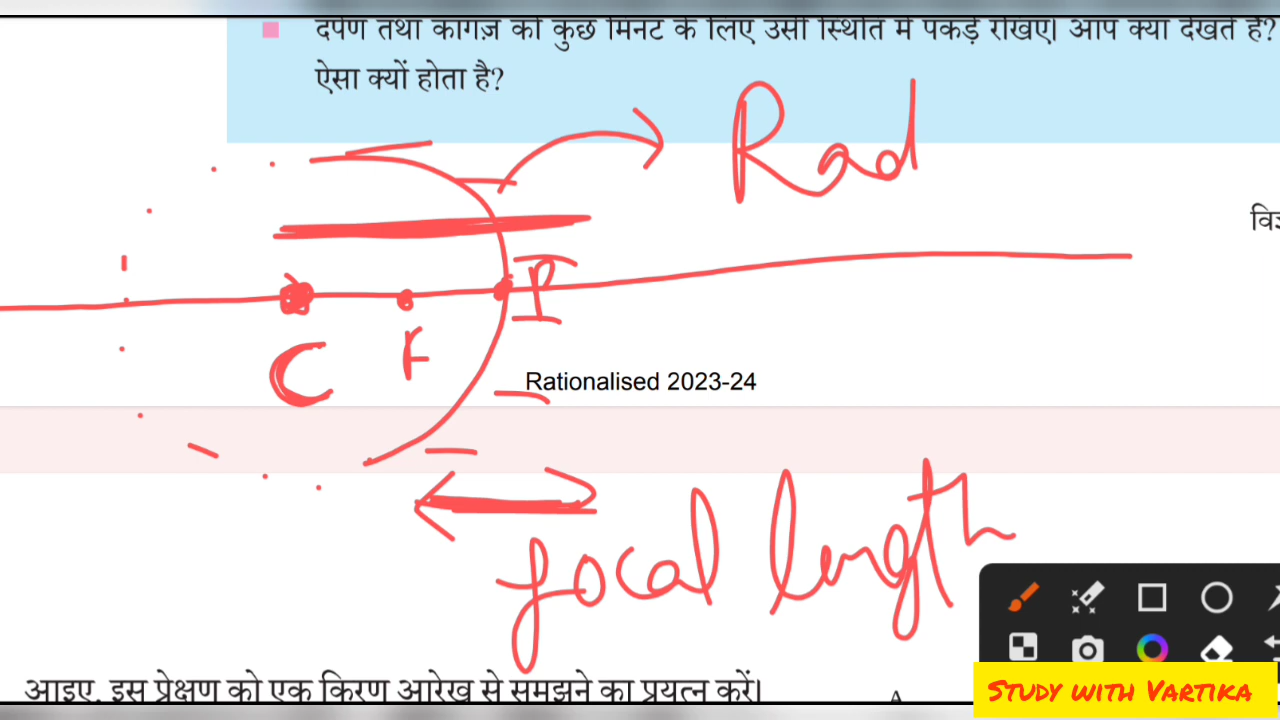 दर्पण तथा कागज़ को कुछ मिनट के लिए उसी स्थिति में पकड़े रखिए। आप क्या देखते हैं?
ऐसा क्यों होता है?
Rad
P
C F
Rationalised 2023-24
focal length
आइए, इस प्रेक्षण को एक किरण आरेख से समझने का प्रयत्न करें।
STUDY WITH VARTIKA